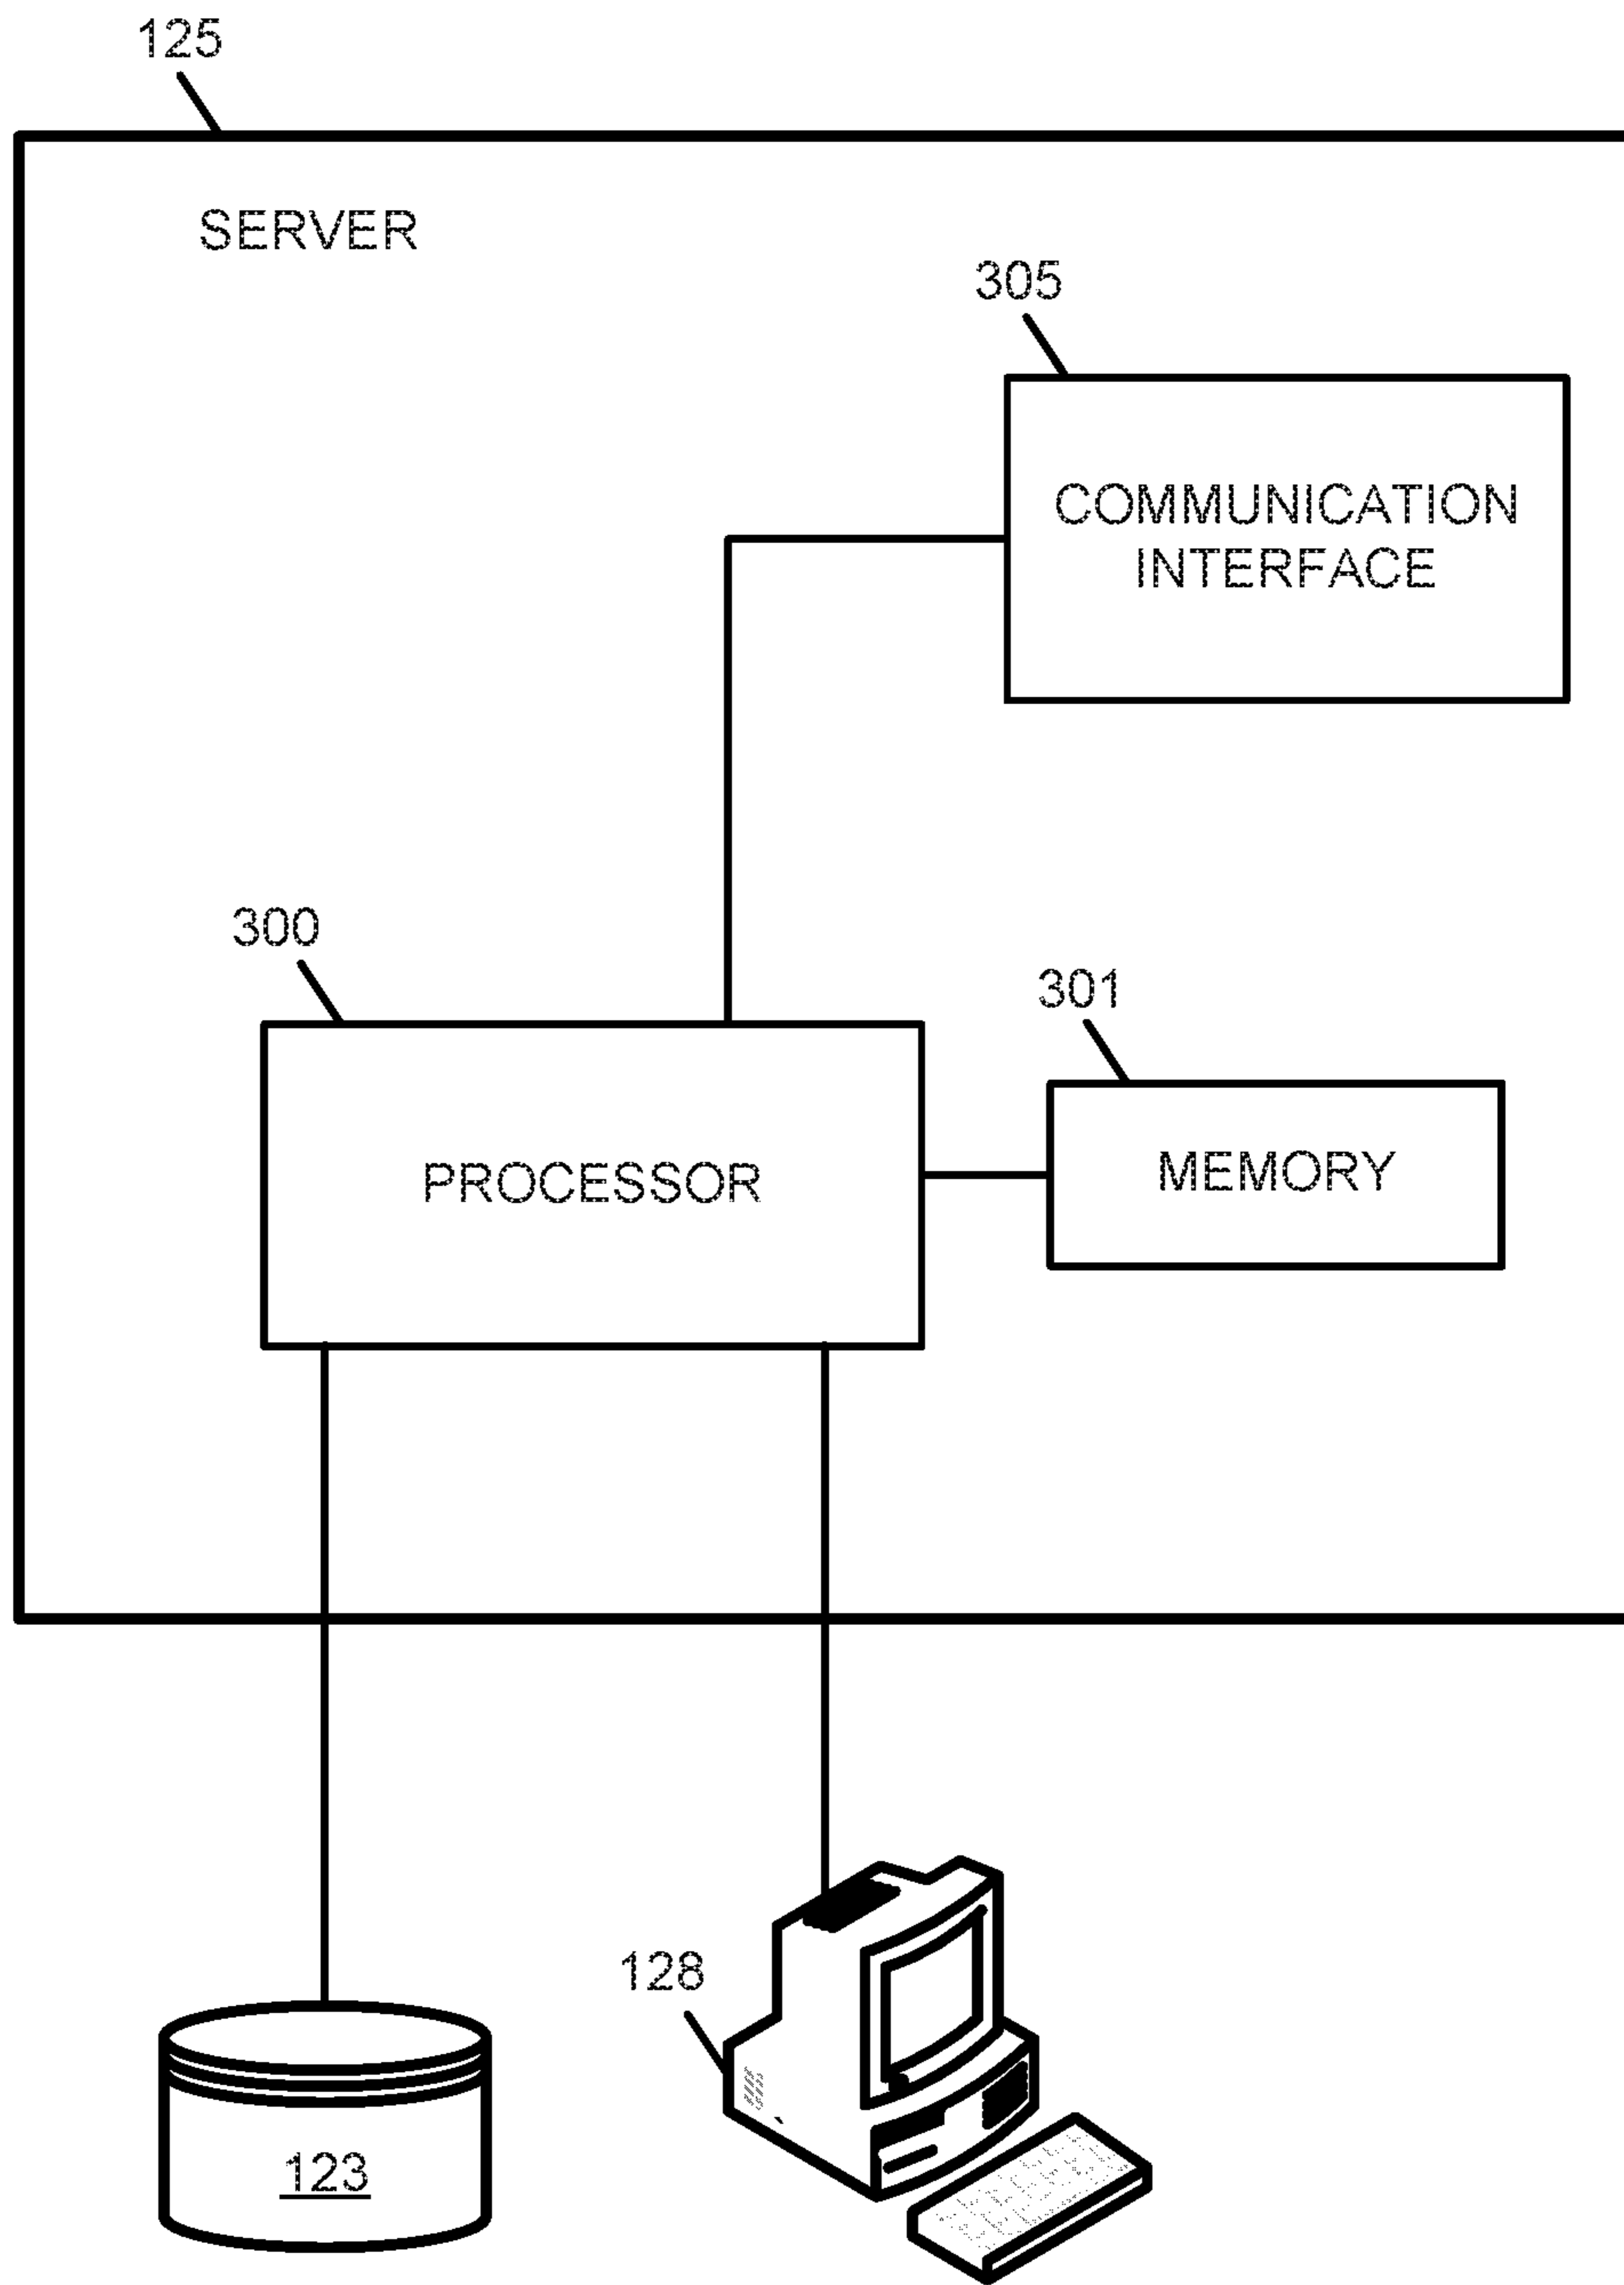 125
SERVER
305
COMMUNICATION
INTERFACE
300
301
PROCESSOR
MEMORY
128
123